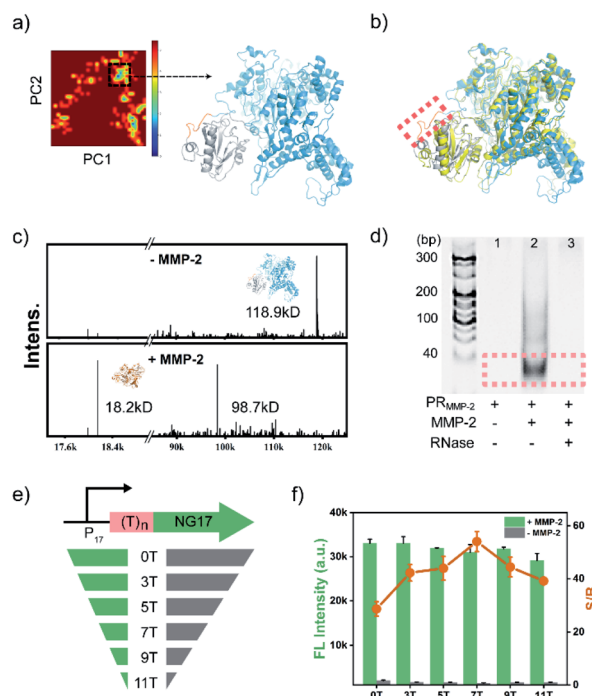 a)
b)
PC2
PC1
c)
- MMP-2
118.9kD
+ MMP-2
18.2kD
98.7kD
Intens.
17.6k 18.4k 90k 100k 110k 120k
d)
(bp) 1 2 3
300
200
100
40
PRMMP-2 + + +
MMP-2 - + +
RNase - - +
e)
P17 (T)n NG17
0T
3T
5T
7T
9T
11T
f)
+ MMP-2
- MMP-2
FL Intensity (a.u.)
40k
30k
20k
10k
60
40
20
0
S/B
0T 3T 5T 7T 9T 11T